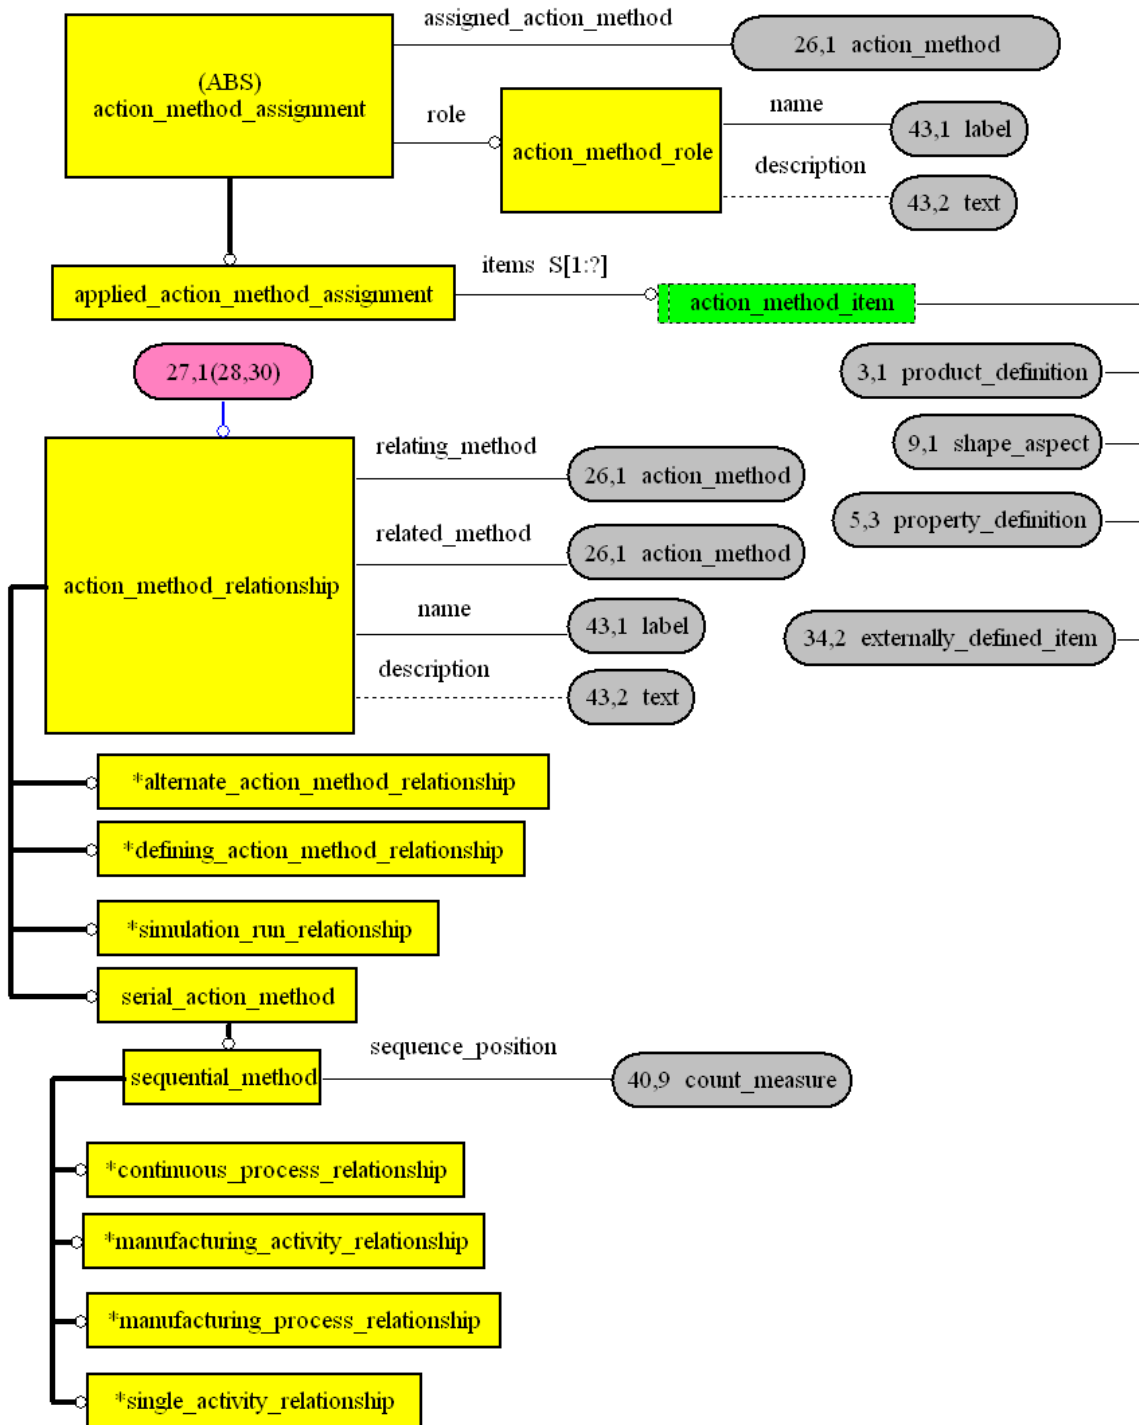 assigned_action_method
26,1 action_method
(ABS)
action_method_assignment
role
action_method_role
name
43,1 label
description
43,2 text
applied_action_method_assignment
items S[1:?]
action_method_item
27,1(28,30)
3,1 product_definition
9,1 shape_aspect
5,3 property_definition
34,2 externally_defined_item
action_method_relationship
relating_method
26,1 action_method
related_method
26,1 action_method
name
43,1 label
description
43,2 text
*alternate_action_method_relationship
*defining_action_method_relationship
*simulation_run_relationship
serial_action_method
sequential_method
sequence_position
40,9 count_measure
*continuous_process_relationship
*manufacturing_activity_relationship
*manufacturing_process_relationship
*single_activity_relationship